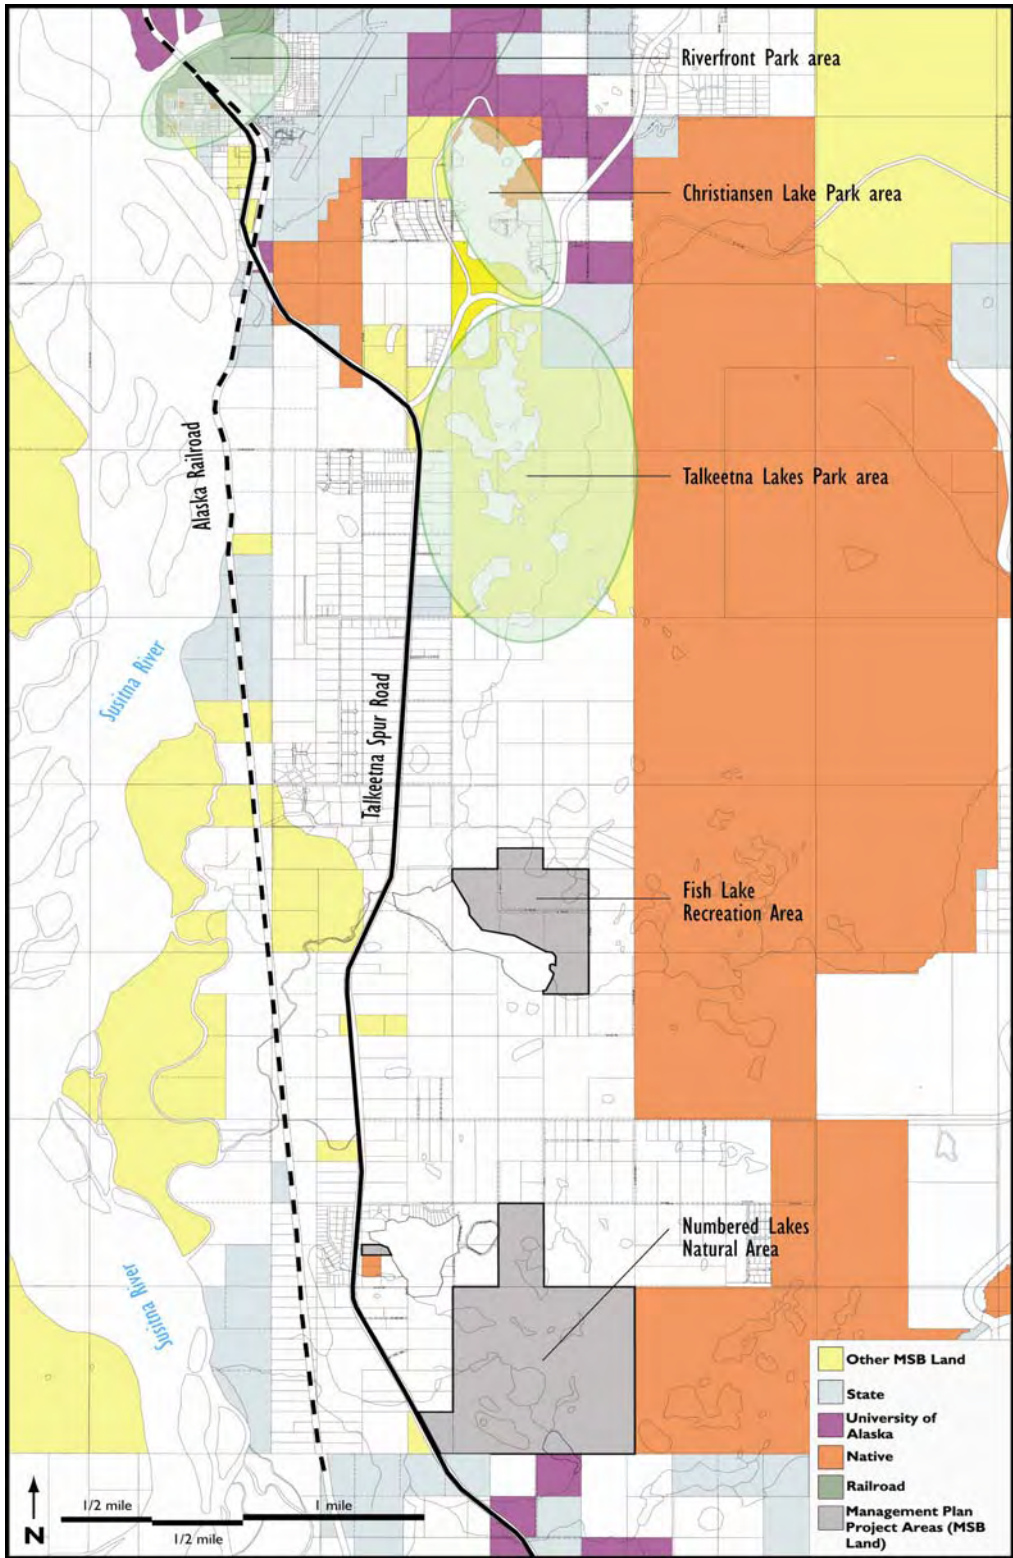 Riverfront Park area
Christiansen Lake Park area
Alaska Railroad
Talkeetna Lakes Park area
Susitna River
Talkeetna Spur Road
Fish Lake
Recreation Area
Numbered Lakes
Natural Area
Susitna River
Other MSB Land
State
University of
Alaska
Native
Railroad
Management Plan
Project Areas (MSB
Land)
N
1/2 mile
1 mile
1/2 mile